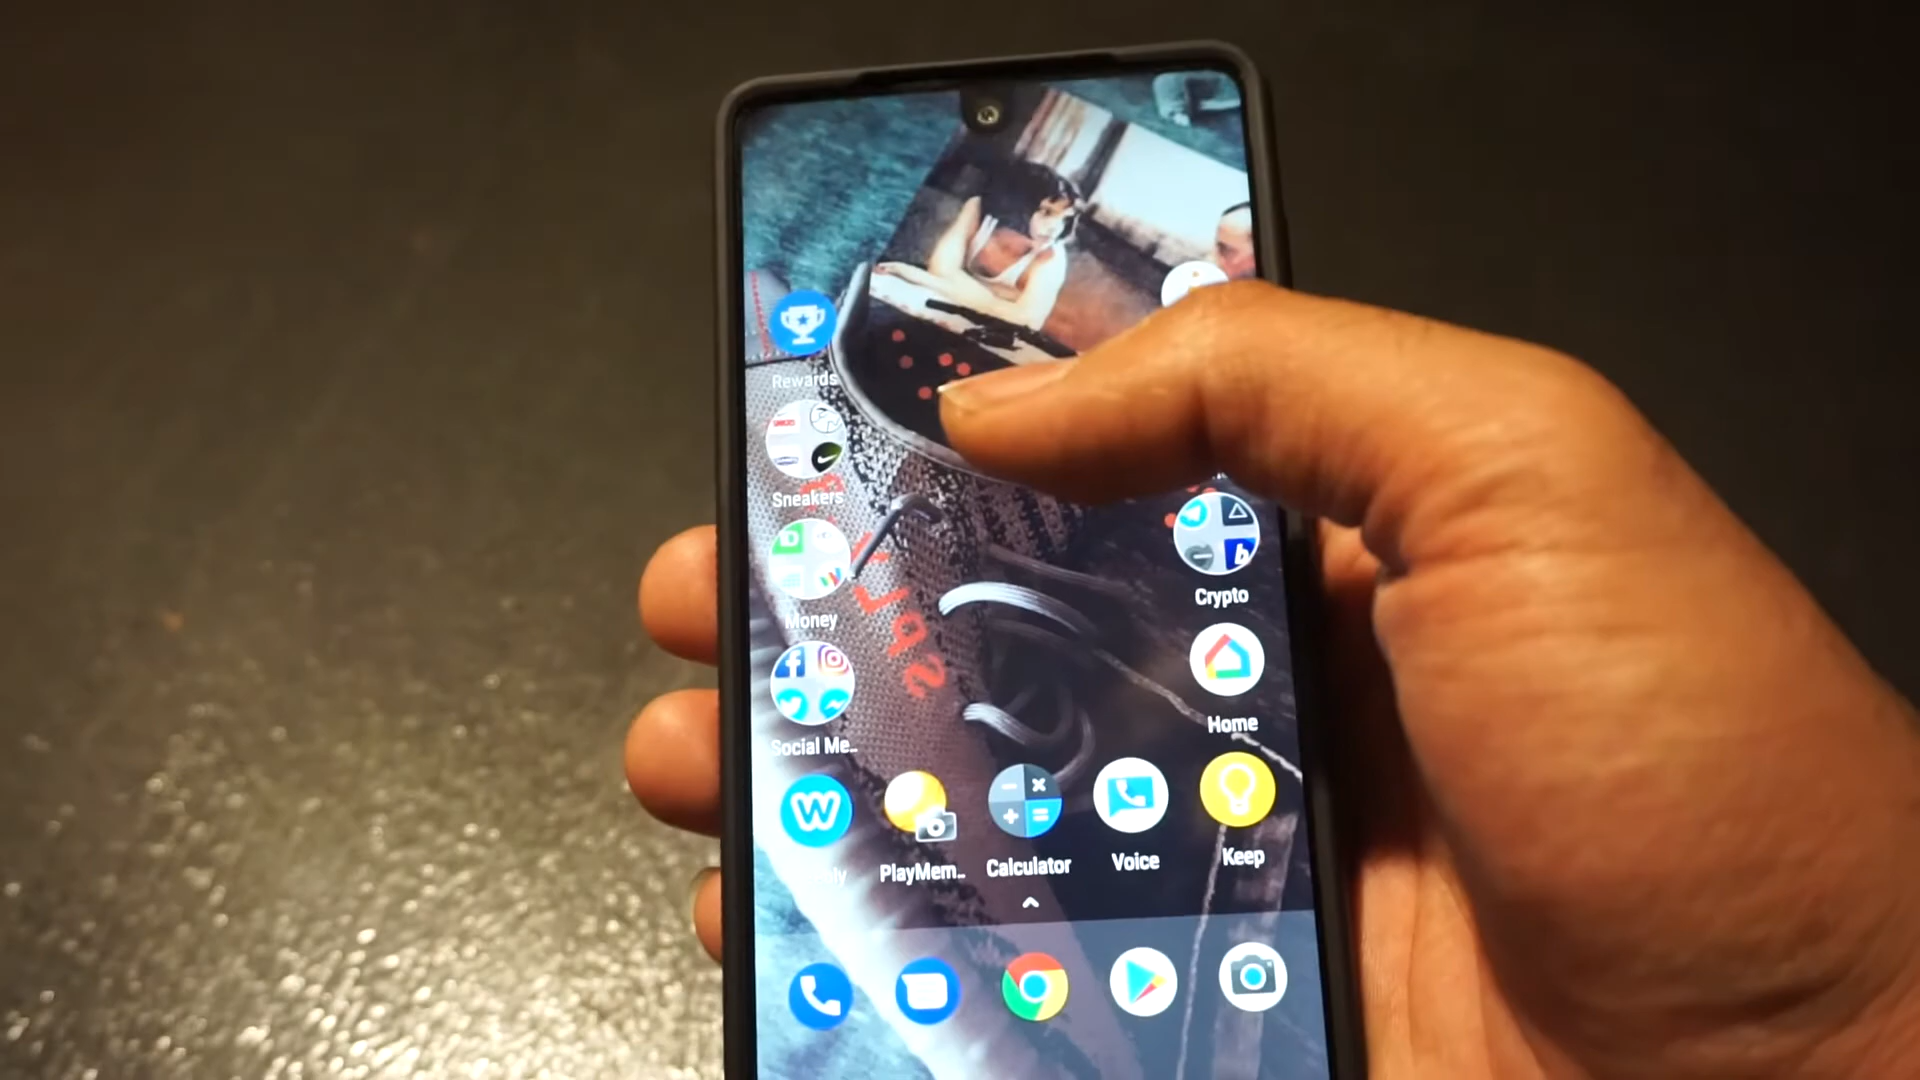 Rewards
Sneakers
Money
Crypto
Social Me..
Home
W
PlayMem..
Calculator
Voice
Keep